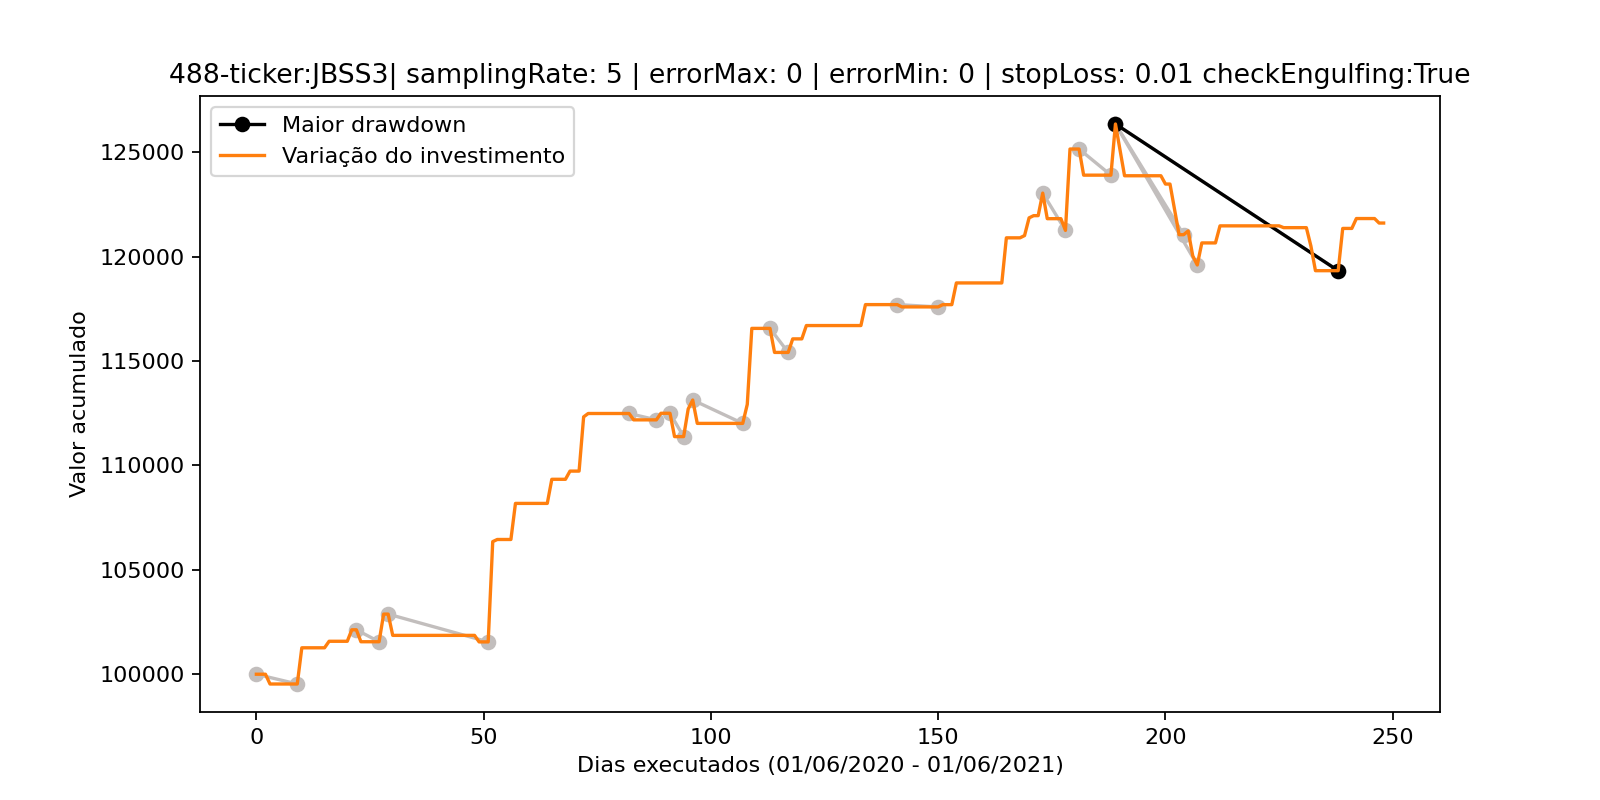 488-ticker:JBSS3| samplingRate: 5 | errorMax: 0 | errorMin: 0 | stopLoss: 0.01 checkEngulfing:True
Maior drawdown
Variação do investimento
125000
120000
115000
110000
105000
100000
Valor acumulado
0 50 100 150 200 250
Dias executados (01/06/2020 - 01/06/2021)